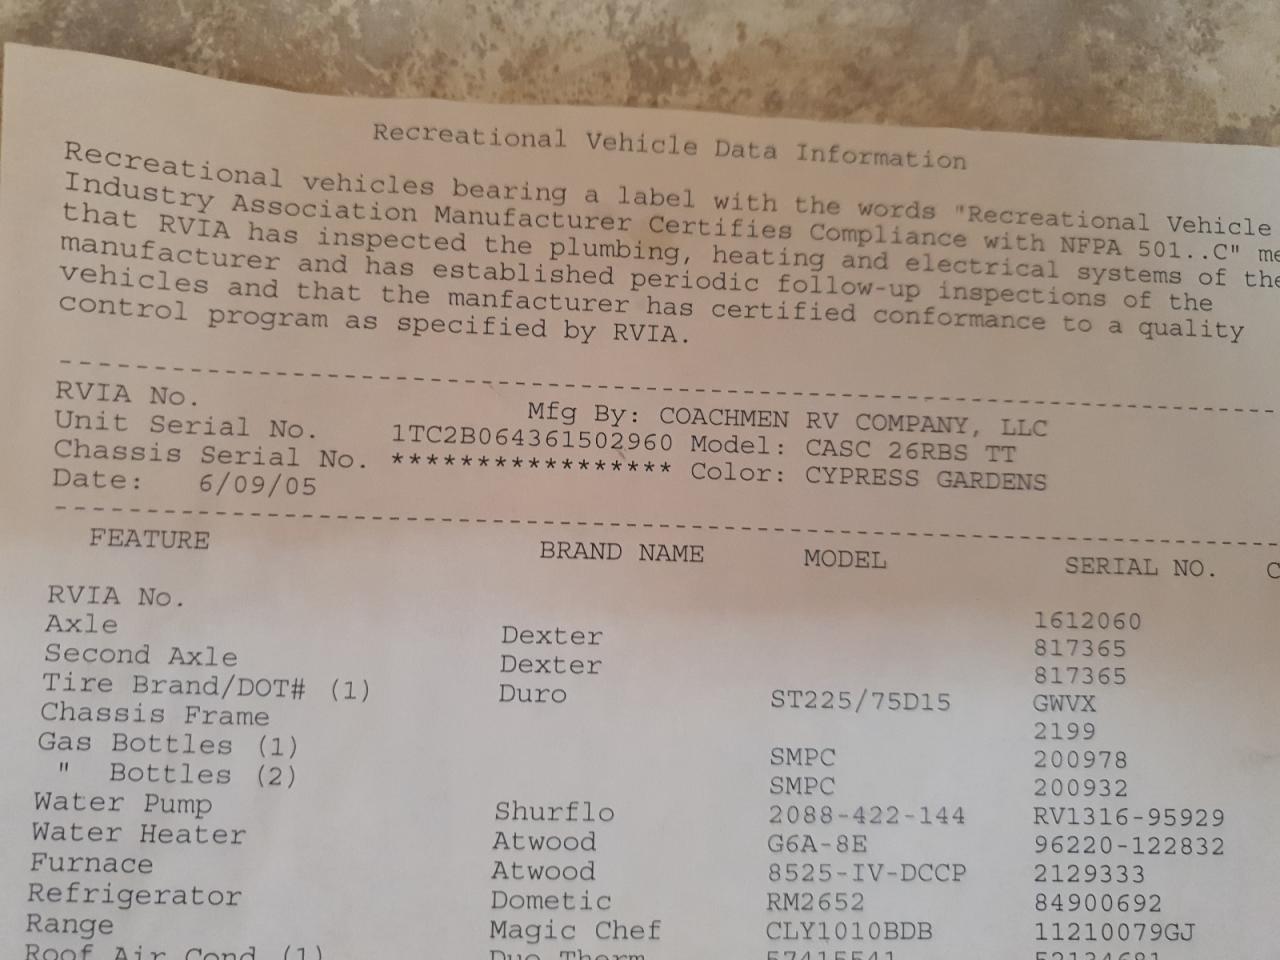 Recreational Vehicle Data Information
Recreational vehicles bearing a label with the words "Recreational Vehicle
Industry Association Manufacturer Certifies Compliance with NFPA 501..C" me
that RVIA has inspected the plumbing, heating and electrical systems of the
manufacturer and has established periodic follow-up inspections of the
vehicles and that the manfacturer has certified conformance to a quality
control program as specified by RVIA.
RVIA No. Mfg By: COACHMEN RV COMPANY, LLC
Unit Serial No. 1TC2B064361502960 Model: CASC 26RBS TT
Chassis Serial No. ***************** Color: CYPRESS GARDENS
Date: 6/09/05
FEATURE BRAND NAME MODEL SERIAL NO. C
RVIA No. 1612060
Axle Dexter 817365
Second Axle Dexter 817365
Tire Brand/DOT# (1) Duro ST225/75D15 GWVX
Chassis Frame 2199
Gas Bottles (1) SMPC 200978
" Bottles (2) SMPC 200932
Water Pump Shurflo 2088-422-144 RV1316-95929
Water Heater Atwood G6A-8E 96220-122832
Furnace Atwood 8525-IV-DCCP 2129333
Refrigerator Dometic RM2652 84900692
Range Magic Chef CLY1010BDB 11210079GJ
Roof Air Cond (1) Duo Therm